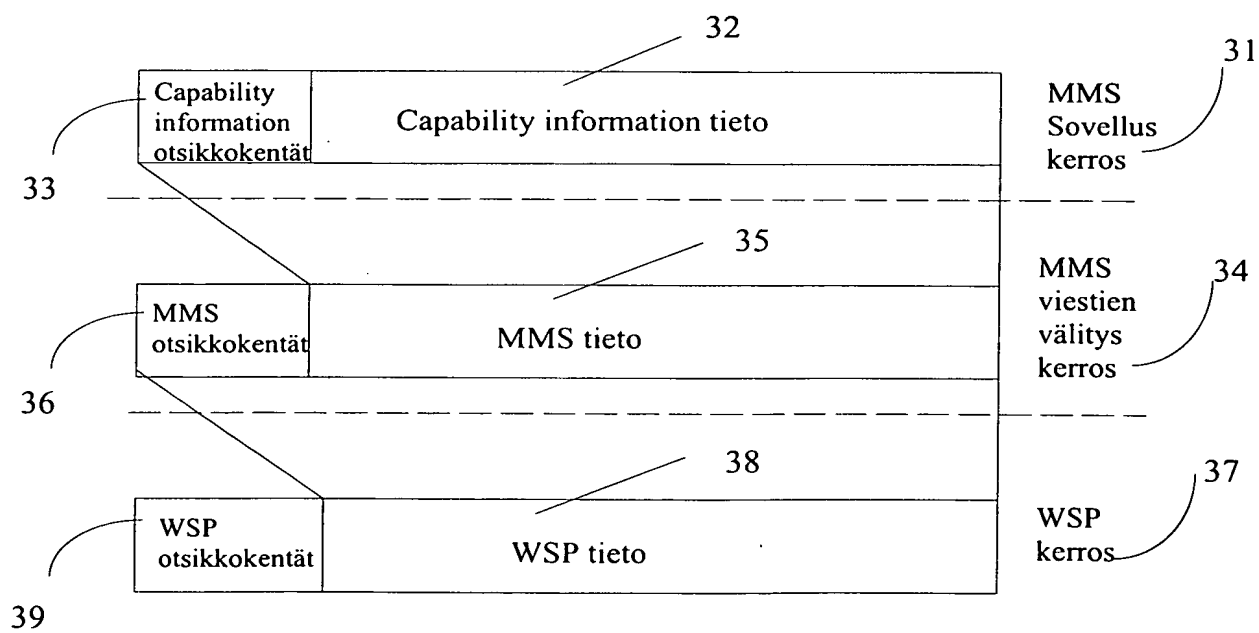 32
31
Capability
information
otsikkokentät
Capability information tieto
MMS
Sovellus
kerros
33
35
34
MMS
otsikkokentät
MMS tieto
MMS
viestien
välitys
kerros
36
38
37
WSP
otsikkokentät
WSP tieto
WSP
kerros
39